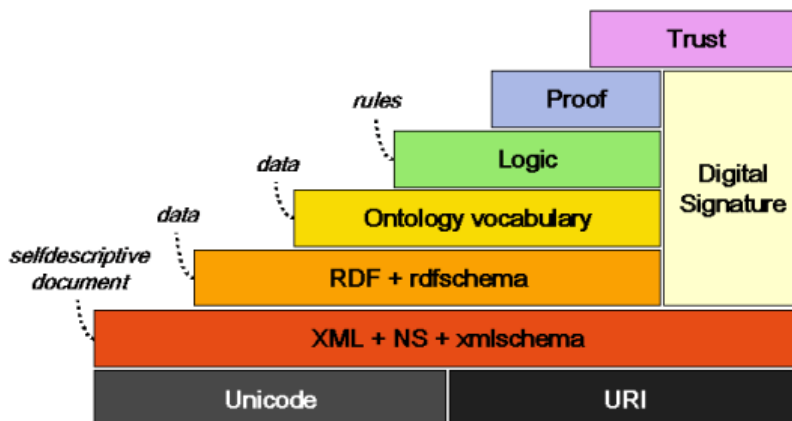 Trust
Proof
rules
Logic
Digital
Signature
data
Ontology vocabulary
data
RDF + rdfschema
selfdescriptive
document
XML + NS + xmlschema
Unicode
URI